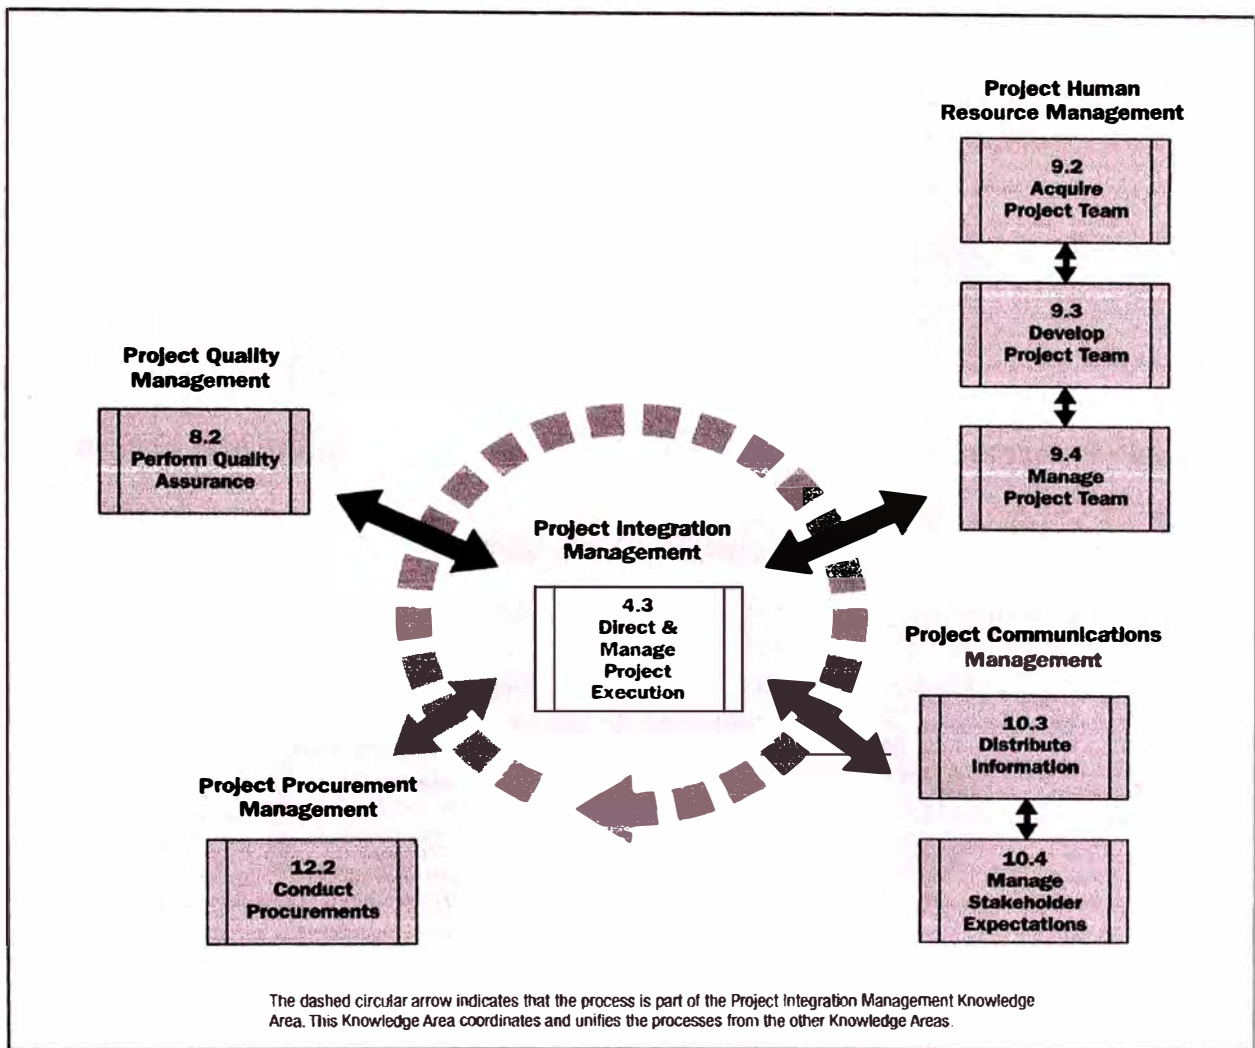 Project Human
Resource Management
9.2
Acquire
Project Team
9.3
Develop
Project Team
9.4
Manage
Project Team
Project Quality
Management
8.2
Perform Quality
Assurance
Project Integration
Management
4.3
Direct &
Manage
Project
Execution
Project Communications
Management
10.3
Distribute
Information
10.4
Manage
Stakeholder
Expectations
Project Procurement
Management
12.2
Conduct
Procurements
The dashed circular arrow indicates that the process is part of the Project Integration Management Knowledge
Area. This Knowledge Area coordinates and unifies the processes from the other Knowledge Areas.